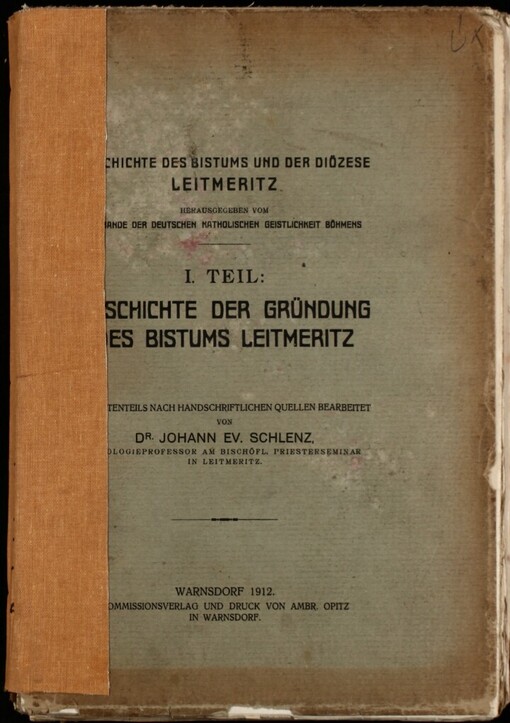 CHICHTE DES BISTUMS UND DER DIÖZESE
LEITMERITZ
HERAUSGEGEBEN VOM
ANDE DER DEUTSCHEN KATHOLISCHEN GEISTLICHKEIT BÖHMENS
I. TEIL:
SCHICHTE DER GRÜNDUNG
DES BISTUMS LEITMERITZ
TENTEILS NACH HANDSCHRIFTLICHEN QUELLEN BEARBEITET
VON
DR. JOHANN EV. SCHLENZ,
OLOGIEPROFESSOR AM BISCHÖFL. PRIESTERSEMINAR
IN LEITMERITZ.
WARNSDORF 1912.
OMMISSIONSVERLAG UND DRUCK VON AMBR. OPITZ
IN WARNSDORF.